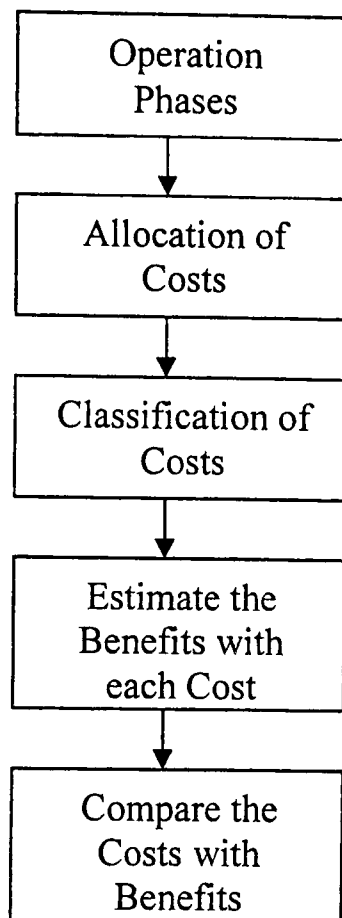 Operation
Phases
Allocation of
Costs
Classification of
Costs
Estimate the
Benefits with
each Cost
Compare the
Costs with
Benefits